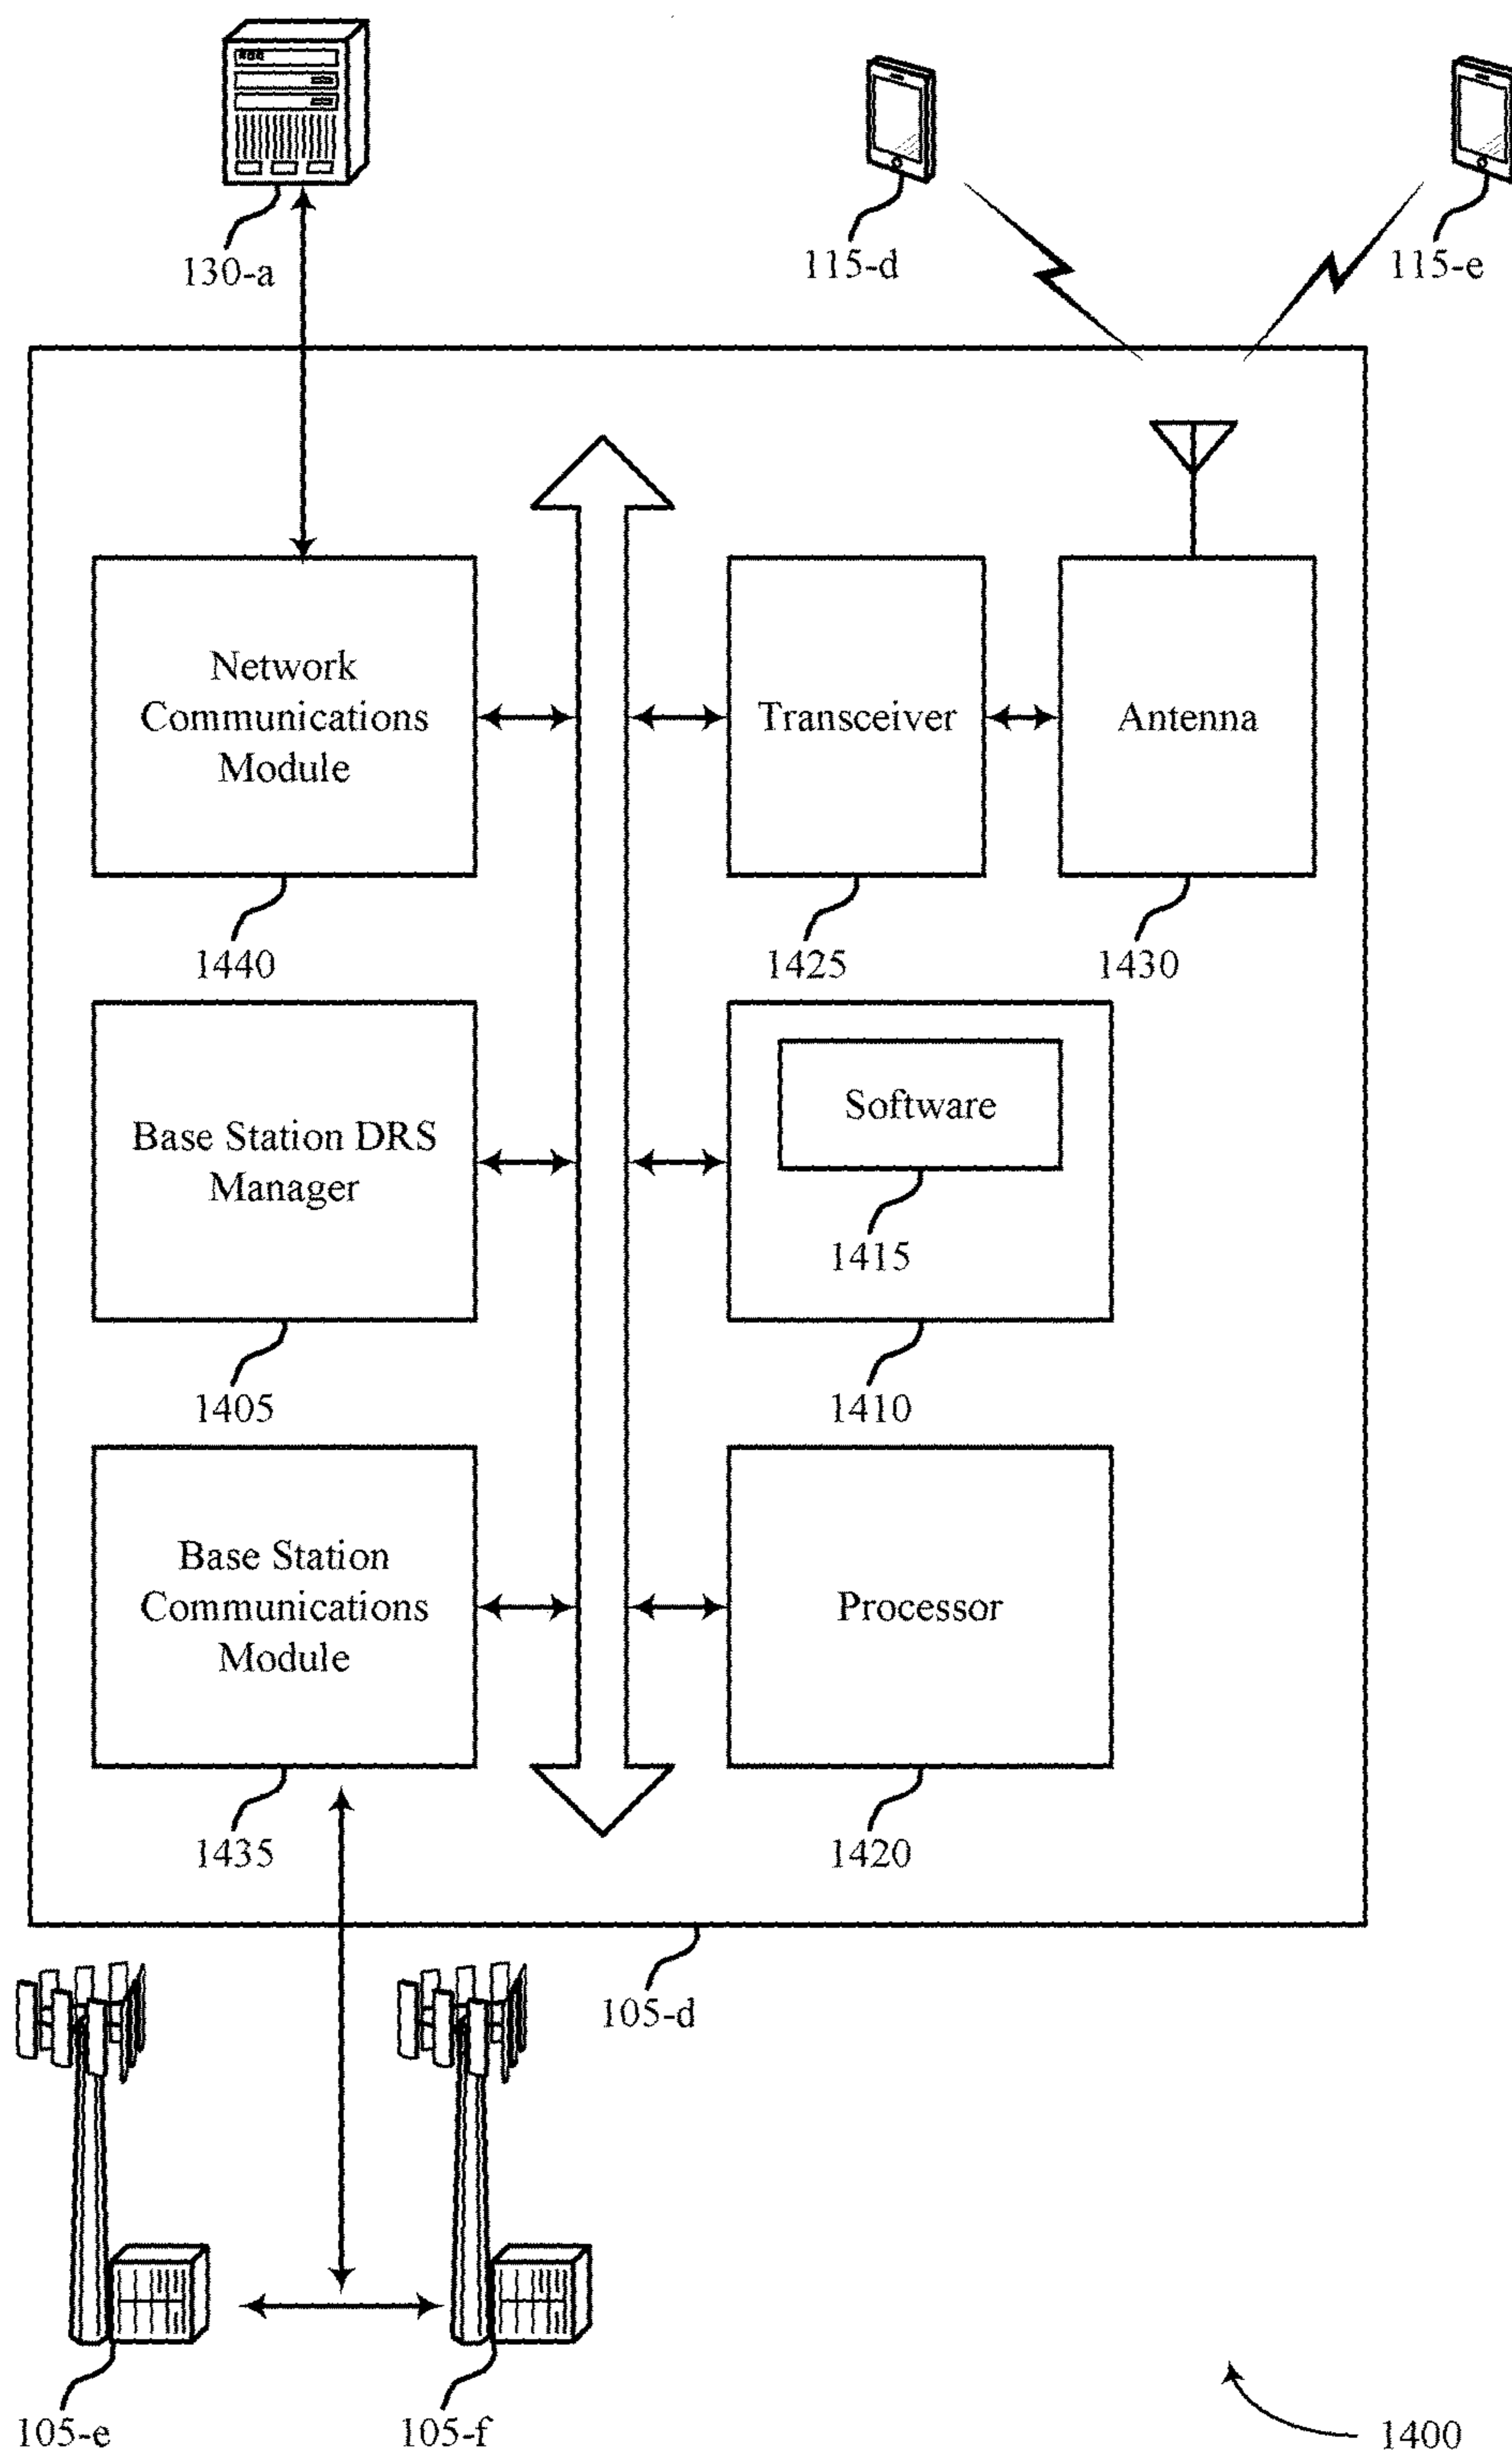 130-a
115-d
115-e
Network
Communications
Module
Transceiver
Antenna
1440
1425
1430
Base Station DRS
Manager
Software
1415
1405
1410
Base Station
Communications
Module
Processor
1435
1420
105-d
105-e
105-f
1400